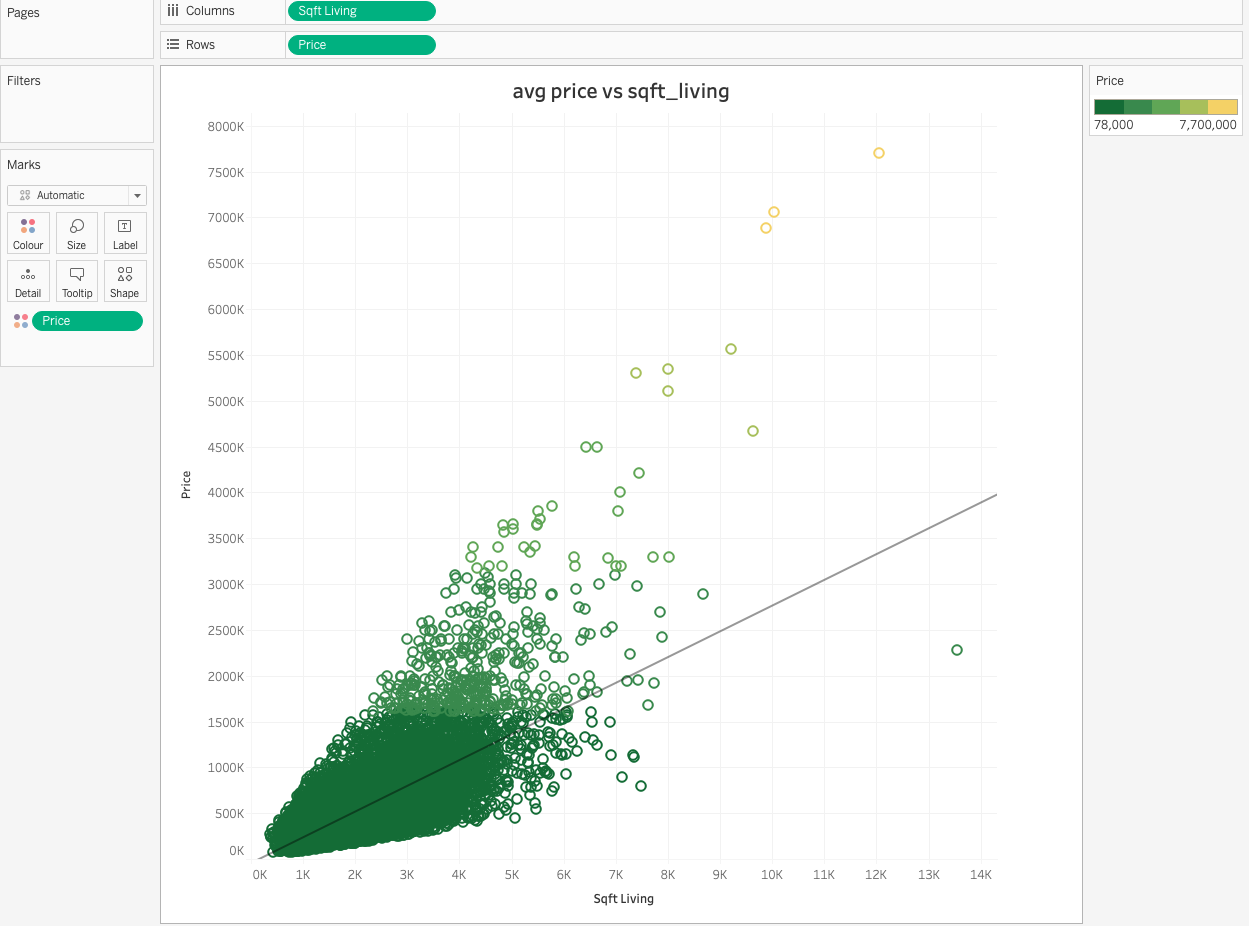 Pages
Columns
Sqft Living
Rows
Price
Filters
Marks
Automatic
Colour
Size
Label
Detail
Tooltip
Shape
Price
avg price vs sqft_living
8000K
7500K
7000K
6500K
6000K
5500K
5000K
4500K
4000K
3500K
3000K
2500K
2000K
1500K
1000K
500K
0K
Price
0K 1K 2K 3K 4K 5K 6K 7K 8K 9K 10K 11K 12K 13K 14K
Sqft Living
Price
78,000 7,700,000